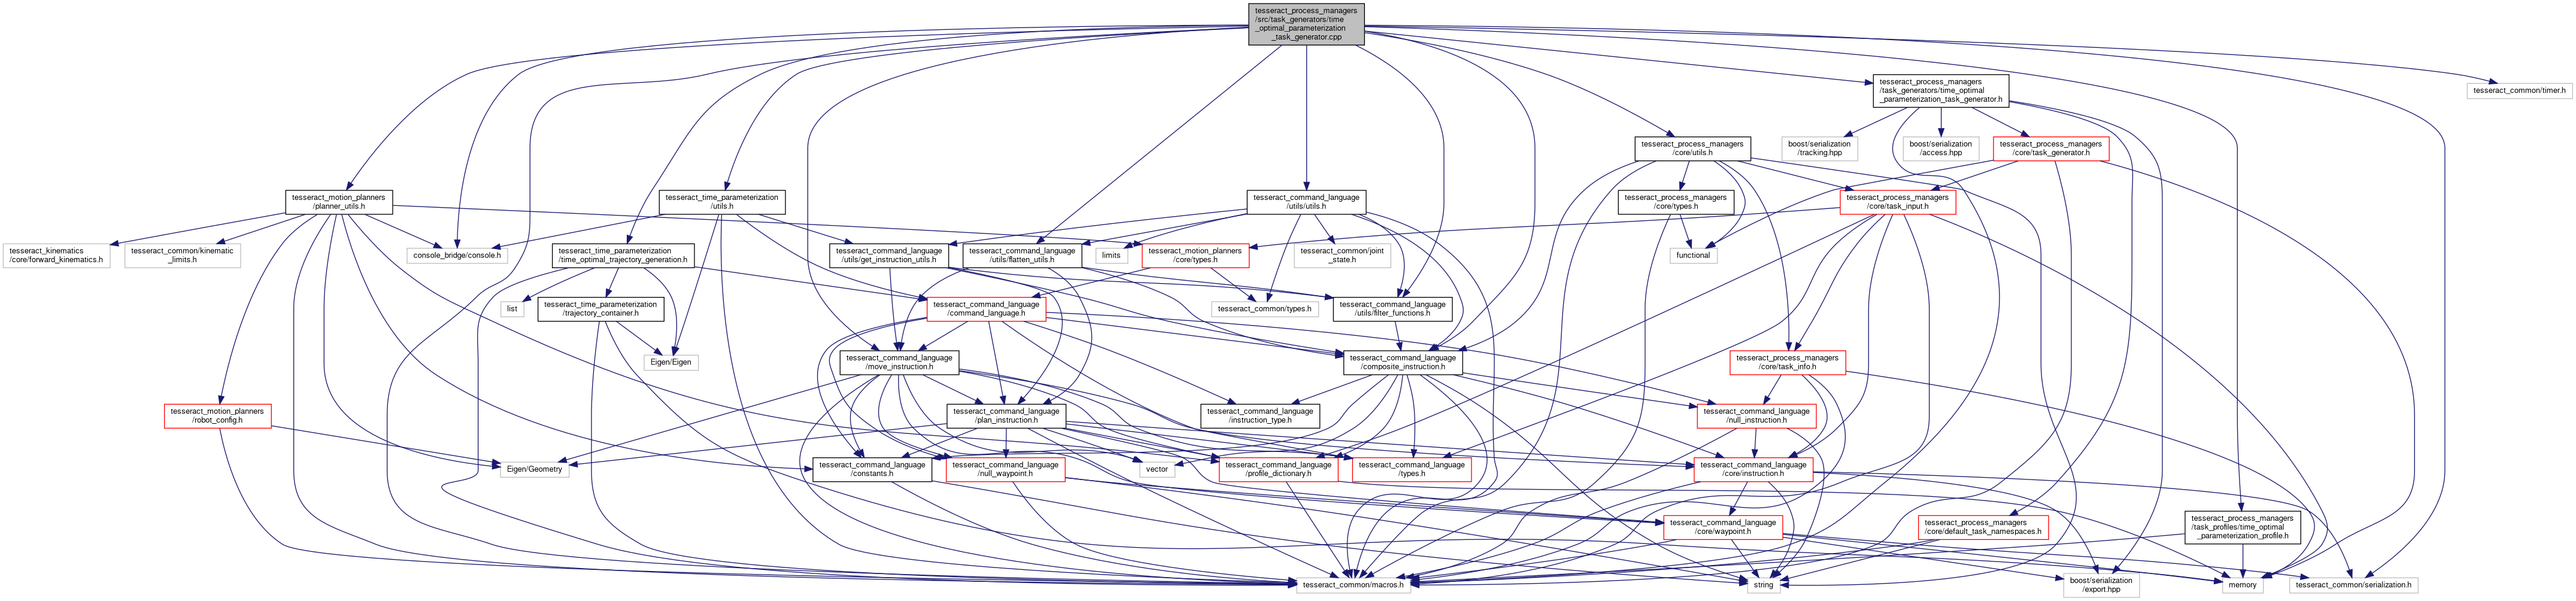 tesseract_process_managers
/src/task_generators/time
_optimal_parameterization
_task_generator.cpp
tesseract_process_managers
/task_generators/time_optimal
_parameterization_task_generator.h
tesseract_common/timer.h
tesseract_process_managers
/core/utils.h
boost/serialization
/tracking.hpp
boost/serialization
/access.hpp
tesseract_process_managers
/core/task_generator.h
tesseract_motion_planners
/planner_utils.h
tesseract_time_parameterization
/utils.h
tesseract_command_language
/utils/utils.h
tesseract_process_managers
/core/types.h
tesseract_process_managers
/core/task_input.h
tesseract_kinematics
/core/forward_kinematics.h
tesseract_common/kinematic
_limits.h
console_bridge/console.h
tesseract_time_parameterization
/time_optimal_trajectory_generation.h
tesseract_command_language
/utils/get_instruction_utils.h
tesseract_command_language
/utils/flatten_utils.h
limits
tesseract_motion_planners
/core/types.h
tesseract_common/joint
_state.h
functional
list
tesseract_time_parameterization
/trajectory_container.h
tesseract_command_language
/command_language.h
tesseract_common/types.h
tesseract_command_language
/utils/filter_functions.h
Eigen/Eigen
tesseract_command_language
/move_instruction.h
tesseract_command_language
/composite_instruction.h
tesseract_process_managers
/core/task_info.h
tesseract_motion_planners
/robot_config.h
tesseract_command_language
/plan_instruction.h
tesseract_command_language
/instruction_type.h
tesseract_command_language
/null_instruction.h
Eigen/Geometry
tesseract_command_language
/constants.h
tesseract_command_language
/null_waypoint.h
vector
tesseract_command_language
/profile_dictionary.h
tesseract_command_language
/types.h
tesseract_command_language
/core/instruction.h
tesseract_command_language
/core/waypoint.h
tesseract_process_managers
/core/default_task_namespaces.h
tesseract_process_managers
/task_profiles/time_optimal
_parameterization_profile.h
tesseract_common/macros.h
string
boost/serialization
/export.hpp
memory
tesseract_common/serialization.h